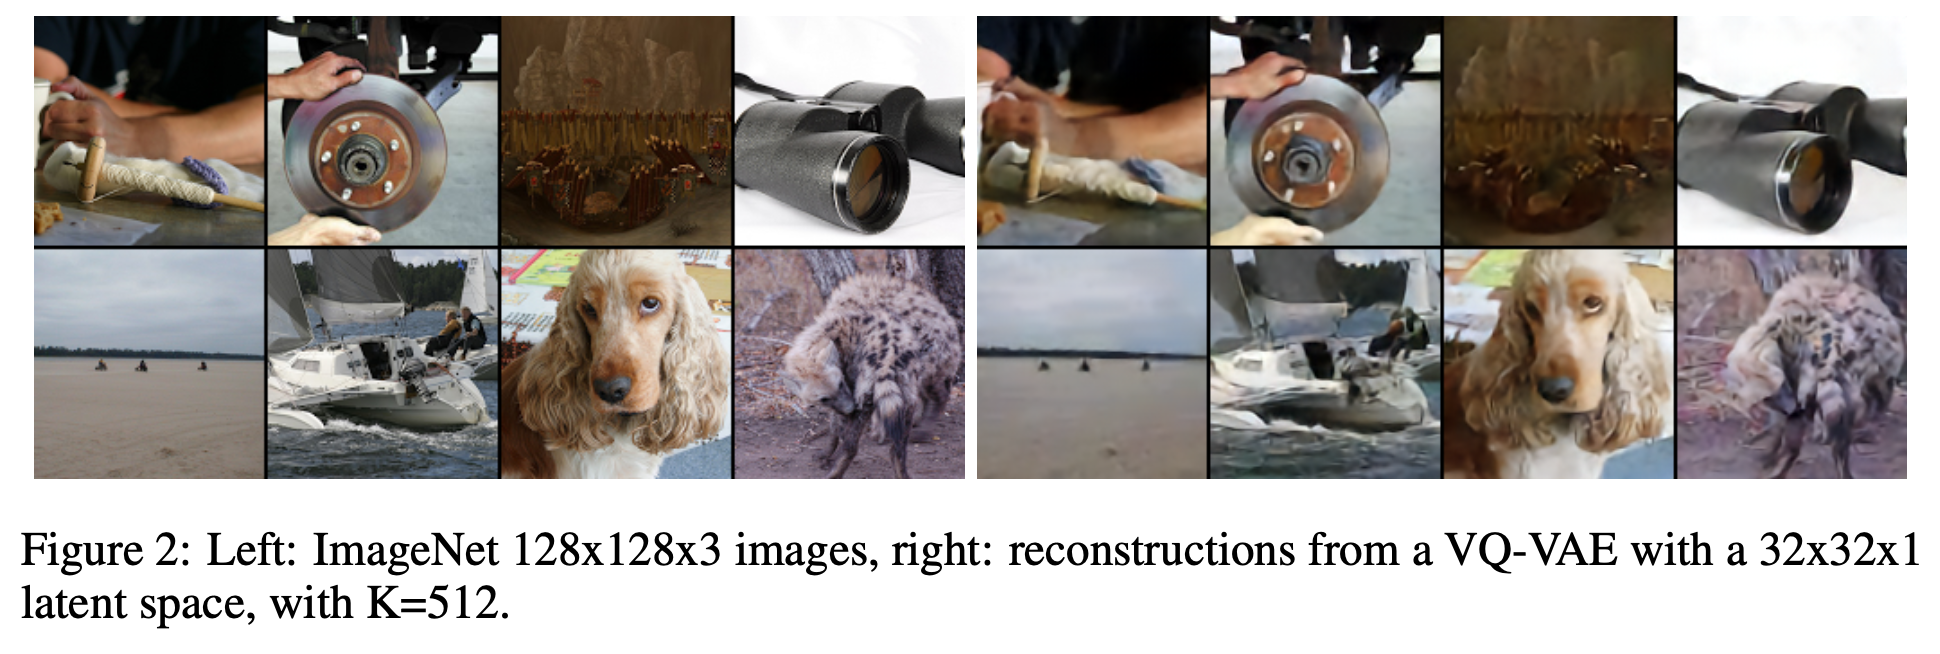 Figure 2: Left: ImageNet 128x128x3 images, right: reconstructions from a VQ-VAE with a 32x32x1
latent space, with K=512.